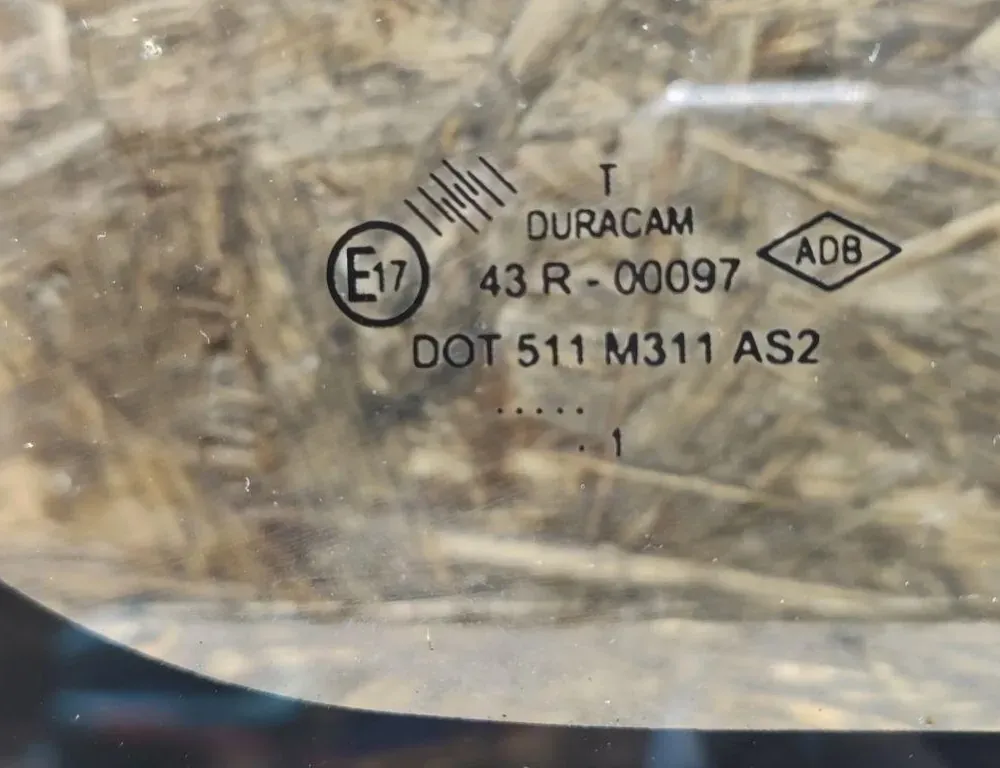 T
DURACAM
E17
43 R - 00097
ADB
DOT 511 M311 AS2
.....
. 1